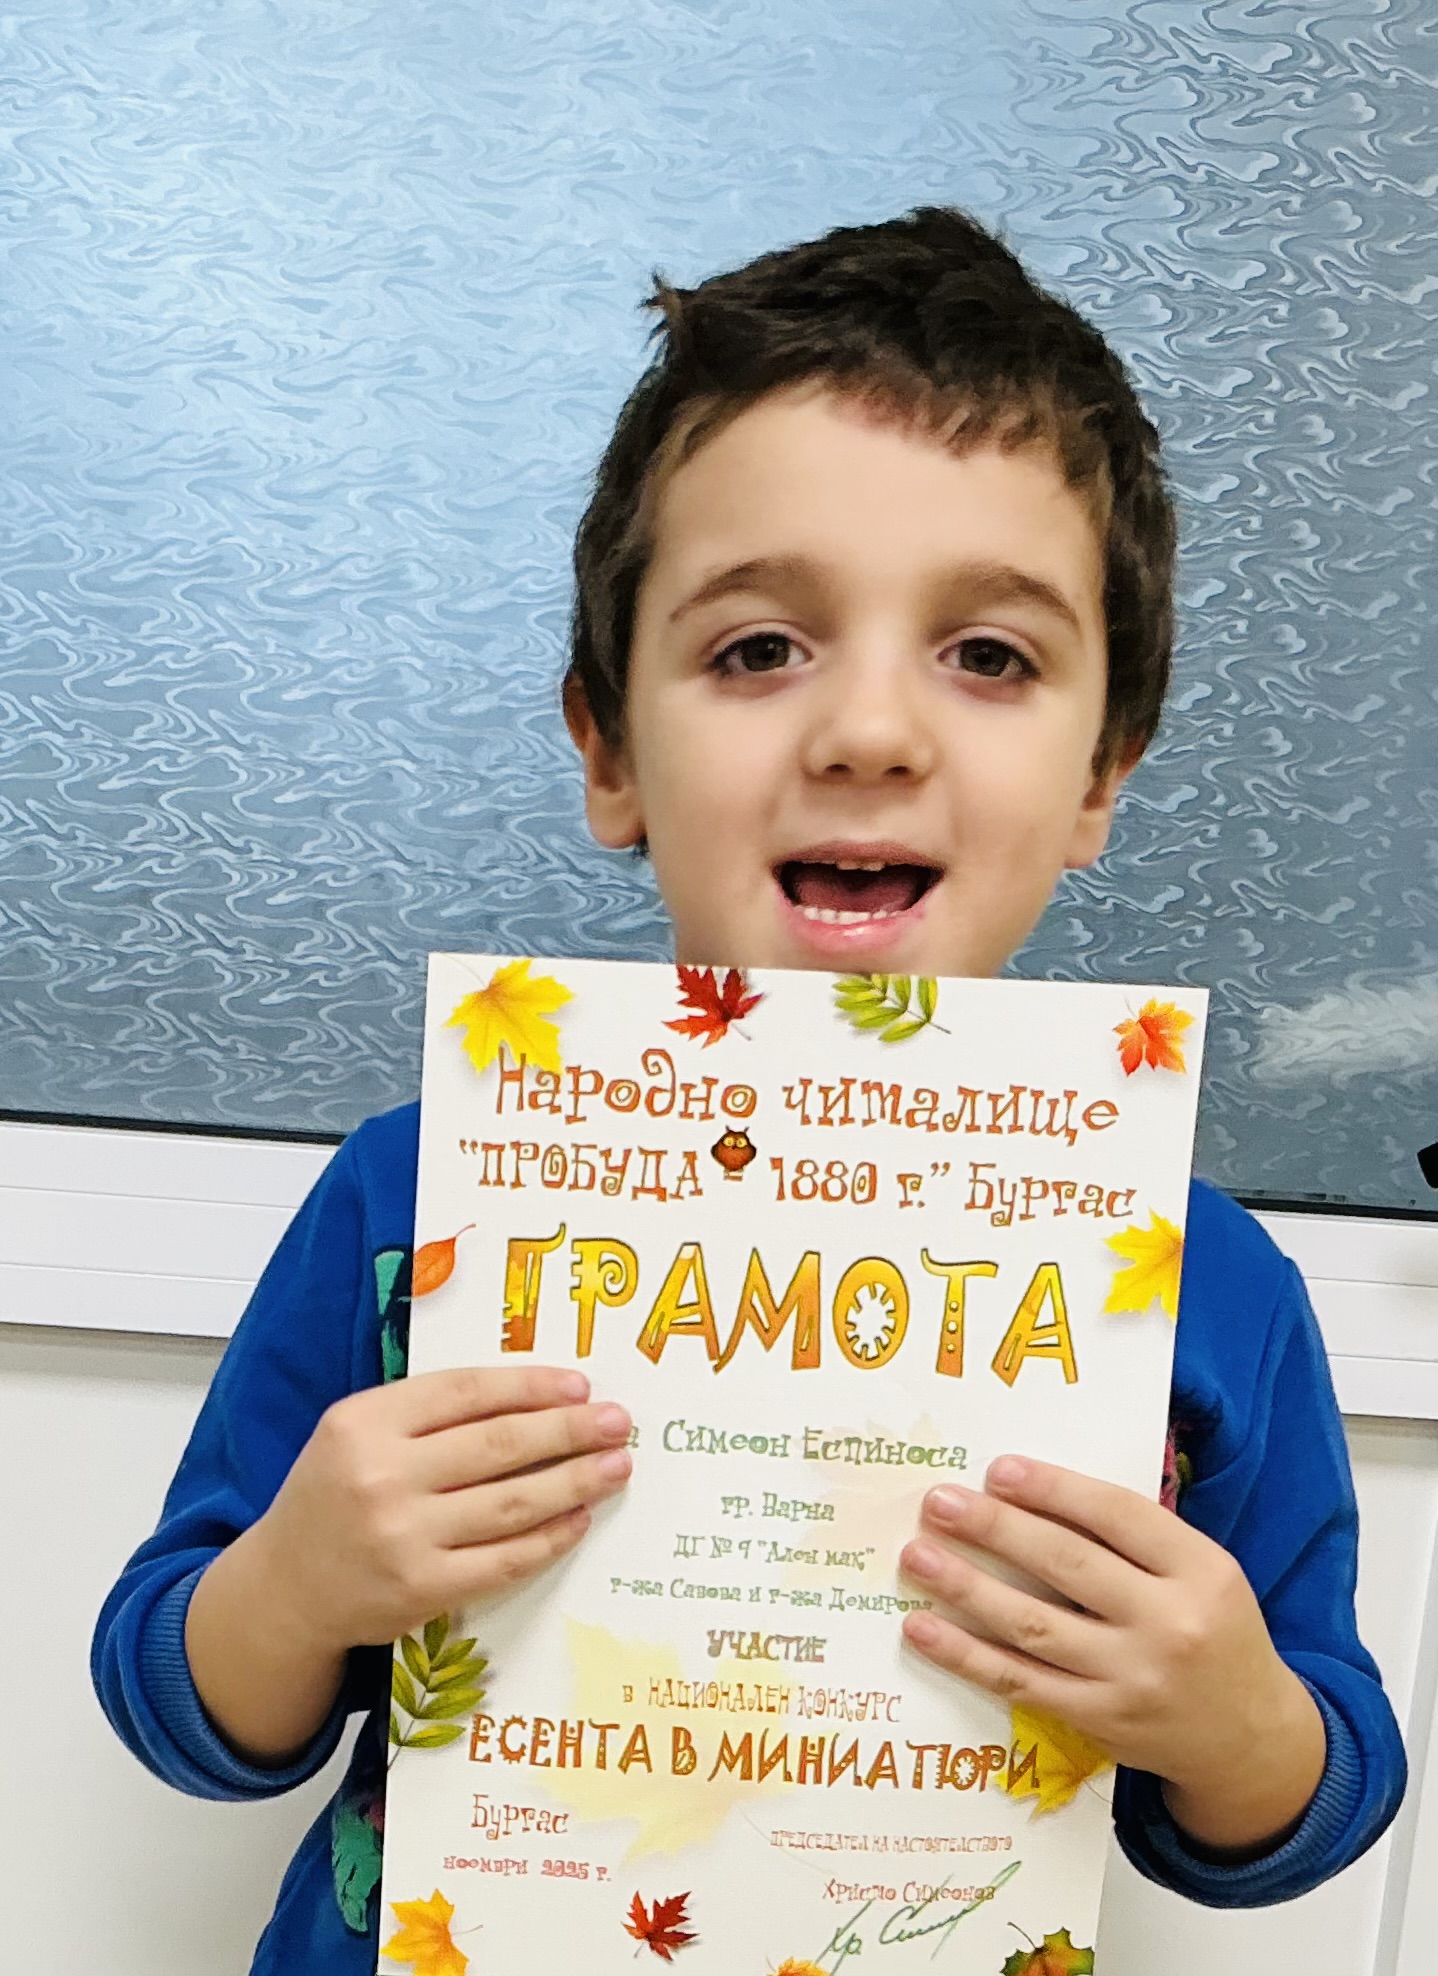 Народно читалище
"ПРОБУДА - 1880 г." Бургас
ГРАМОТА
Симеон Еспиноса
гр. Варна
ДГ № 9 "Ален мак"
г-жа Савова и г-жа Демирова
УЧАСТИЕ
в НАЦИОНАЛЕН КОНКУРС
ЕСЕНТА В МИНИАТЮРИ
Бургас
ноември 2025 г.
ПРЕДСЕДАТЕЛ НА НАСТОЯТЕЛСТВОТО
Христо Симеонов